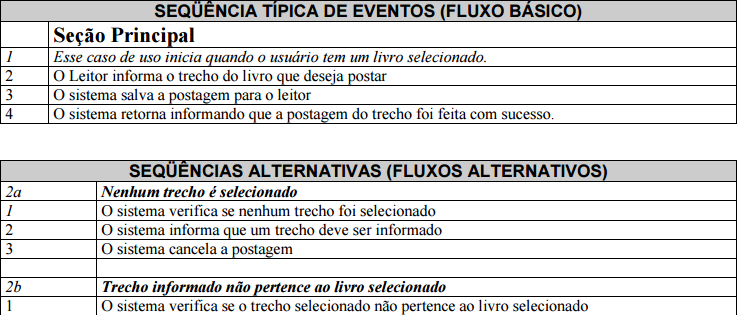 SEQÜÊNCIA TÍPICA DE EVENTOS (FLUXO BÁSICO)
Seção Principal
1 Esse caso de uso inicia quando o usuário tem um livro selecionado.
2 O Leitor informa o trecho do livro que deseja postar
3 O sistema salva a postagem para o leitor
4 O sistema retorna informando que a postagem do trecho foi feita com sucesso.
SEQÜÊNCIAS ALTERNATIVAS (FLUXOS ALTERNATIVOS)
2a Nenhum trecho é selecionado
1 O sistema verifica se nenhum trecho foi selecionado
2 O sistema informa que um trecho deve ser informado
3 O sistema cancela a postagem
2b Trecho informado não pertence ao livro selecionado
1 O sistema verifica se o trecho selecionado não pertence ao livro selecionado